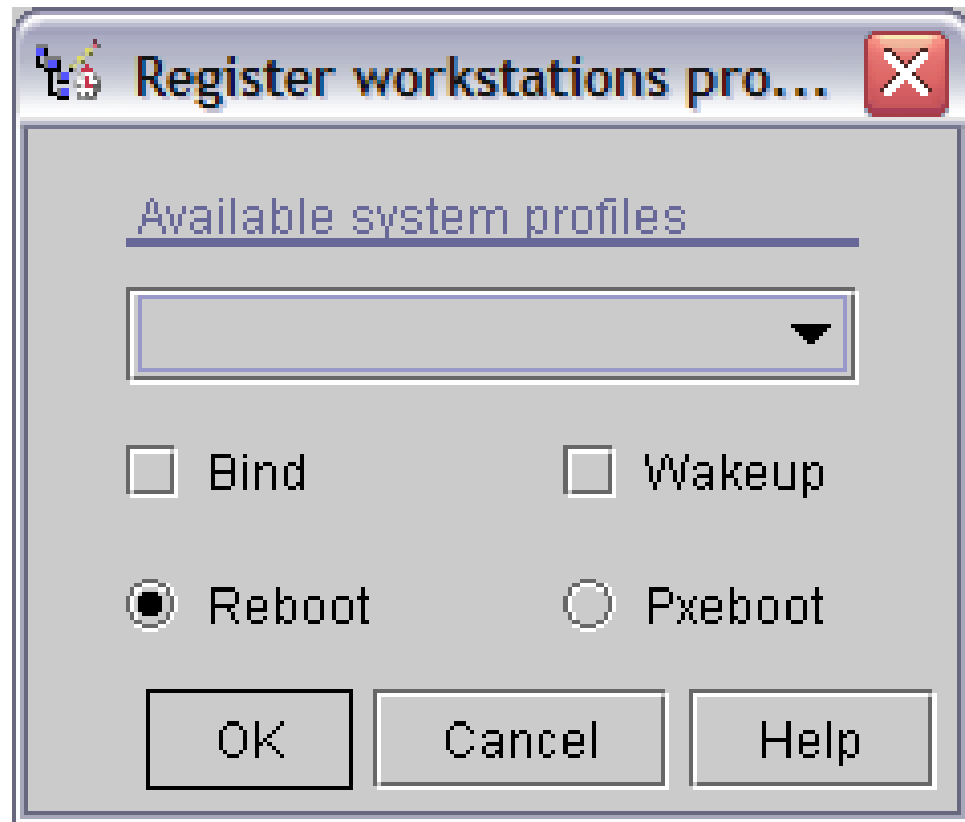 Register workstations pro...
Available system profiles
Bind Wakeup
Reboot Pxeboot
OK Cancel Help